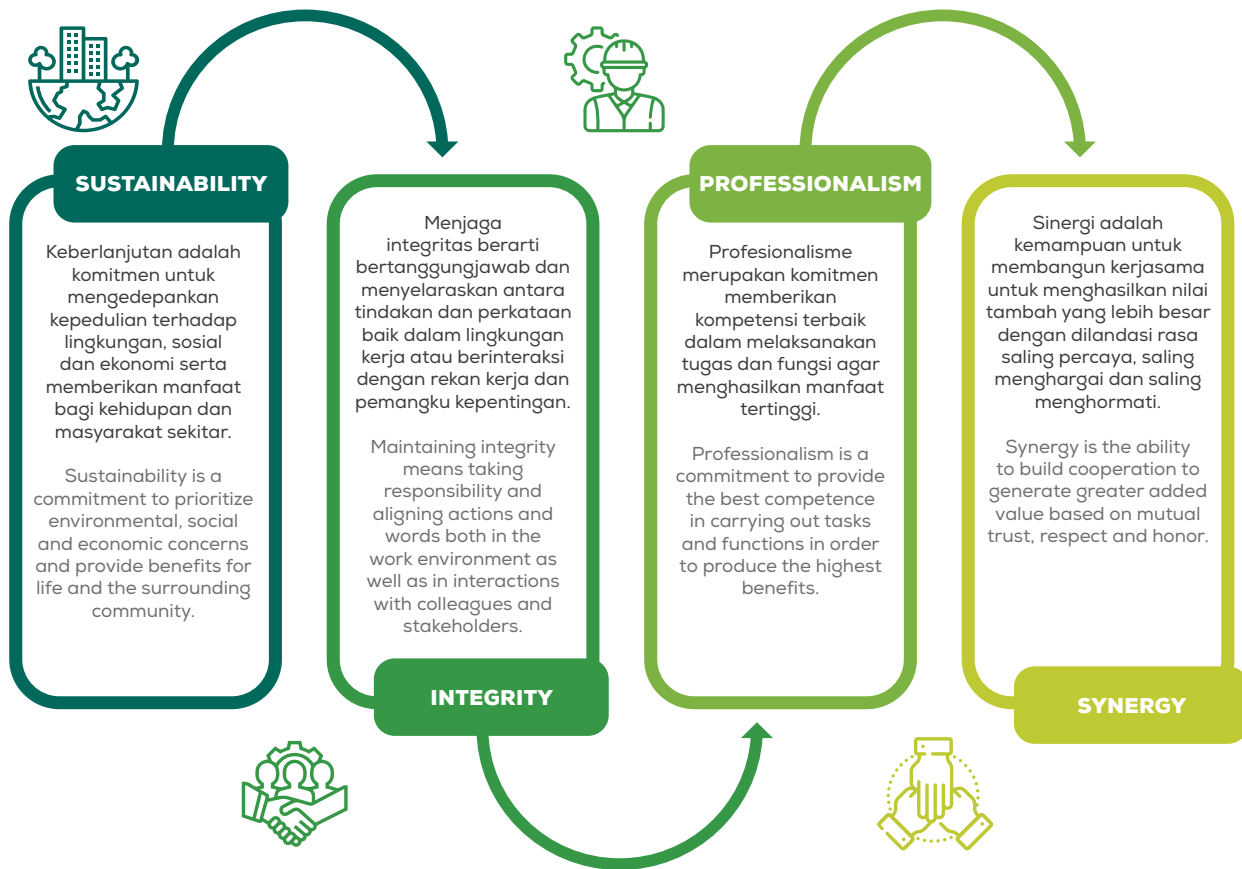 SUSTAINABILITY
Keberlanjutan adalah
komitmen untuk
mengedepankan
kepedulian terhadap
lingkungan, sosial
dan ekonomi serta
memberikan manfaat
bagi kehidupan dan
masyarakat sekitar.
Sustainability is a
commitment to prioritize
environmental, social
and economic concerns
and provide benefits for
life and the surrounding
community.
Menjaga
integritas berarti
bertanggungjawab dan
menyelaraskan antara
tindakan dan perkataan
baik dalam lingkungan
kerja atau berinteraksi
dengan rekan kerja dan
pemangku kepentingan.
Maintaining integrity
means taking
responsibility and
aligning actions and
words both in the
work environment as
well as in interactions
with colleagues and
stakeholders.
INTEGRITY
PROFESSIONALISM
Profesionalisme
merupakan komitmen
memberikan
kompetensi terbaik
dalam melaksanakan
tugas dan fungsi agar
menghasilkan manfaat
tertinggi.
Professionalism is a
commitment to provide
the best competence
in carrying out tasks
and functions in order
to produce the highest
benefits.
Sinergi adalah
kemampuan untuk
membangun kerjasama
untuk menghasilkan nilai
tambah yang lebih besar
dengan dilandasi rasa
saling percaya, saling
menghargai dan saling
menghormati.
Synergy is the ability
to build cooperation to
generate greater added
value based on mutual
trust, respect and honor.
SYNERGY